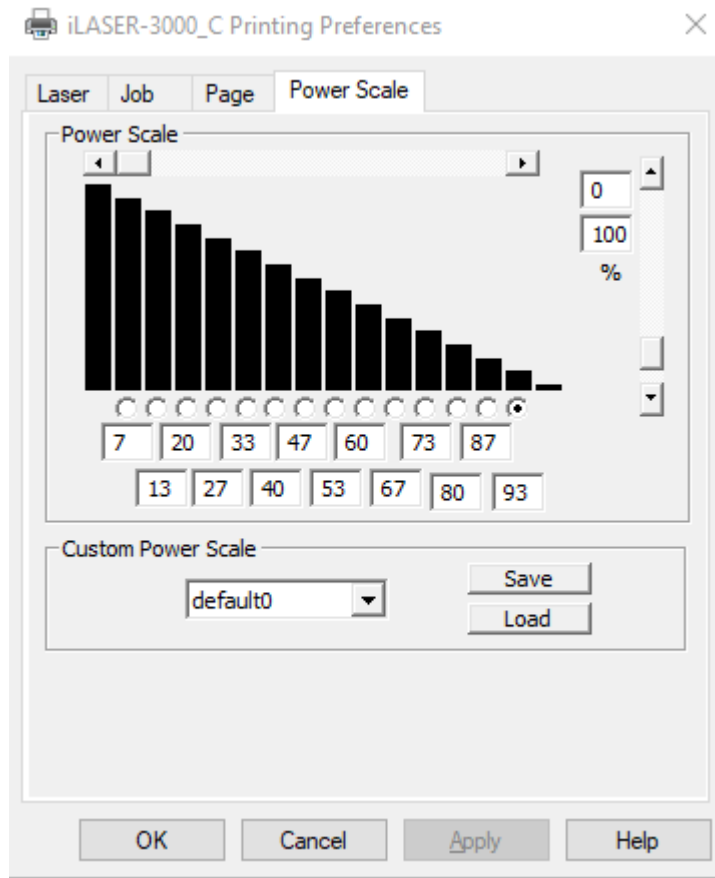 iLASER-3000_C Printing Preferences
Laser Job Page Power Scale
Power Scale
0
100
%
7 20 33 47 60 73 87
13 27 40 53 67 80 93
Custom Power Scale
default0
Save
Load
OK Cancel Apply Help